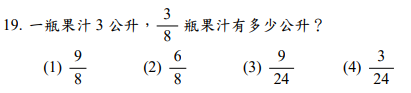 19. 一瓶果汁 3 公升，3/8 瓶果汁有多少公升？
(1) 9/8 (2) 6/8 (3) 9/24 (4) 3/24